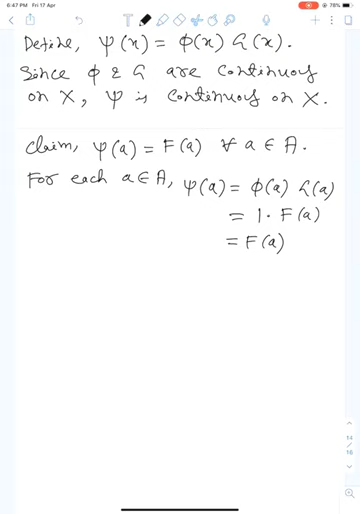 6:47 PM Fri 17 Apr
78%
Define, ψ(x) = φ(x) G(x).
Since φ & G are continuous
on X, ψ is continuous on X.
Claim, ψ(a) = F(a) ∀ a ∈ A.
For each a ∈ A, ψ(a) = φ(a) G(a)
= 1 · F(a)
= F(a)
14
/
16